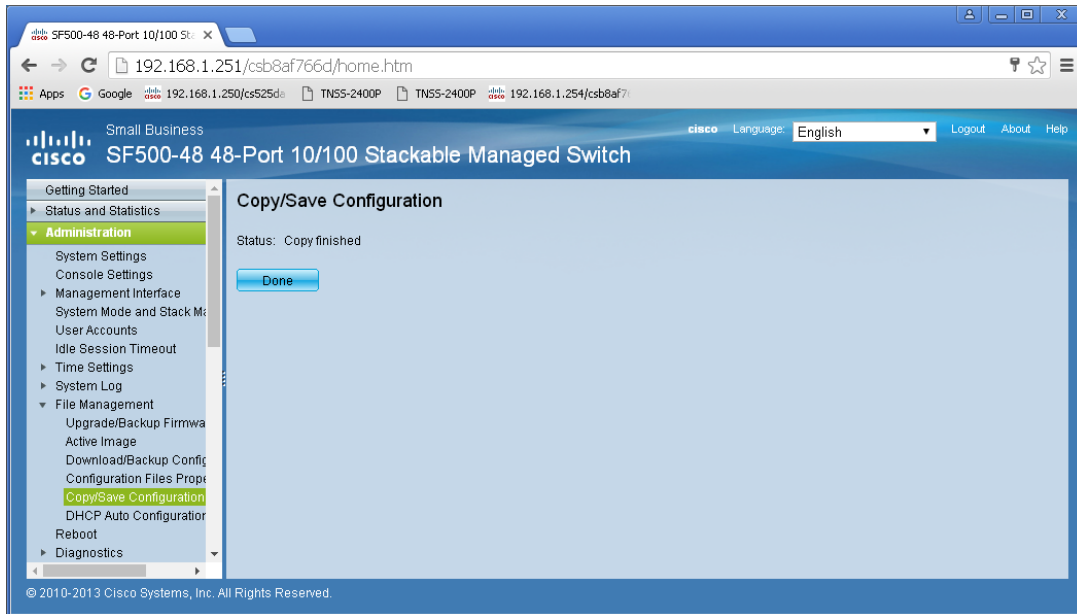 SF500-48 48-Port 10/100 Sta
192.168.1.251/csb8af766d/home.htm
Apps Google 192.168.1.250/cs525da TNSS-2400P TNSS-2400P 192.168.1.254/csb8af7
Small Business
cisco Language: English Logout About Help
CISCO SF500-48 48-Port 10/100 Stackable Managed Switch
Getting Started
Status and Statistics
Administration
System Settings
Console Settings
Management Interface
System Mode and Stack Ma
User Accounts
Idle Session Timeout
Time Settings
System Log
File Management
Upgrade/Backup Firmwa
Active Image
Download/Backup Config
Configuration Files Prope
Copy/Save Configuration
DHCP Auto Configuration
Reboot
Diagnostics
Copy/Save Configuration
Status: Copy finished
Done
© 2010-2013 Cisco Systems, Inc. All Rights Reserved.